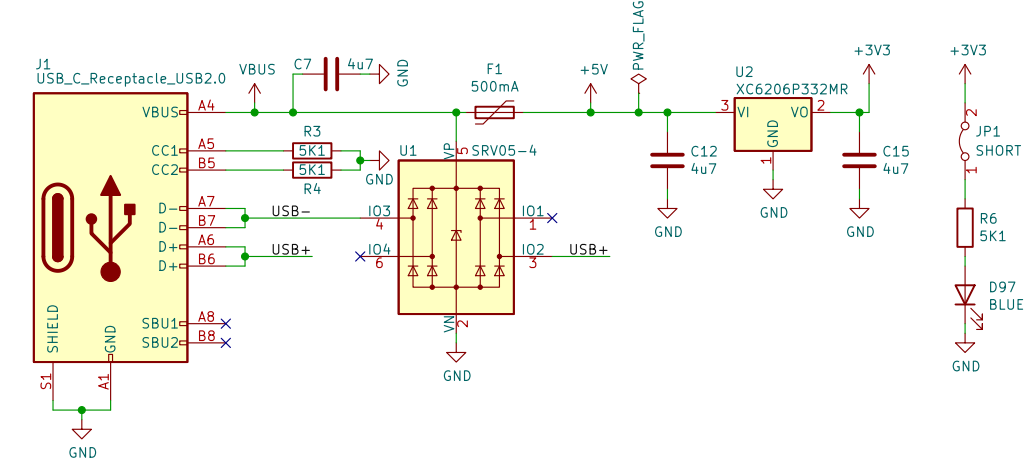 J1
USB_C_Receptacle_USB2.0
VBUS
A4
CC1
A5
CC2
B5
D-
A7
D-
B7
D+
A6
D+
B6
SBU1
A8
SBU2
B8
SHIELD
GND
S1
A1
GND
VBUS
C7
4u7
GND
R3
5K1
5K1
R4
GND
USB-
USB+
U1
SRV05-4
VP
5
IO3
4
IO4
6
IO1
1
IO2
3
VN
2
GND
USB+
F1
500mA
+5V
PWR_FLAG
C12
4u7
GND
U2
XC6206P332MR
3
VI
VO
2
GND
1
GND
+3V3
C15
4u7
GND
+3V3
2
JP1
SHORT
1
R6
5K1
D97
BLUE
GND